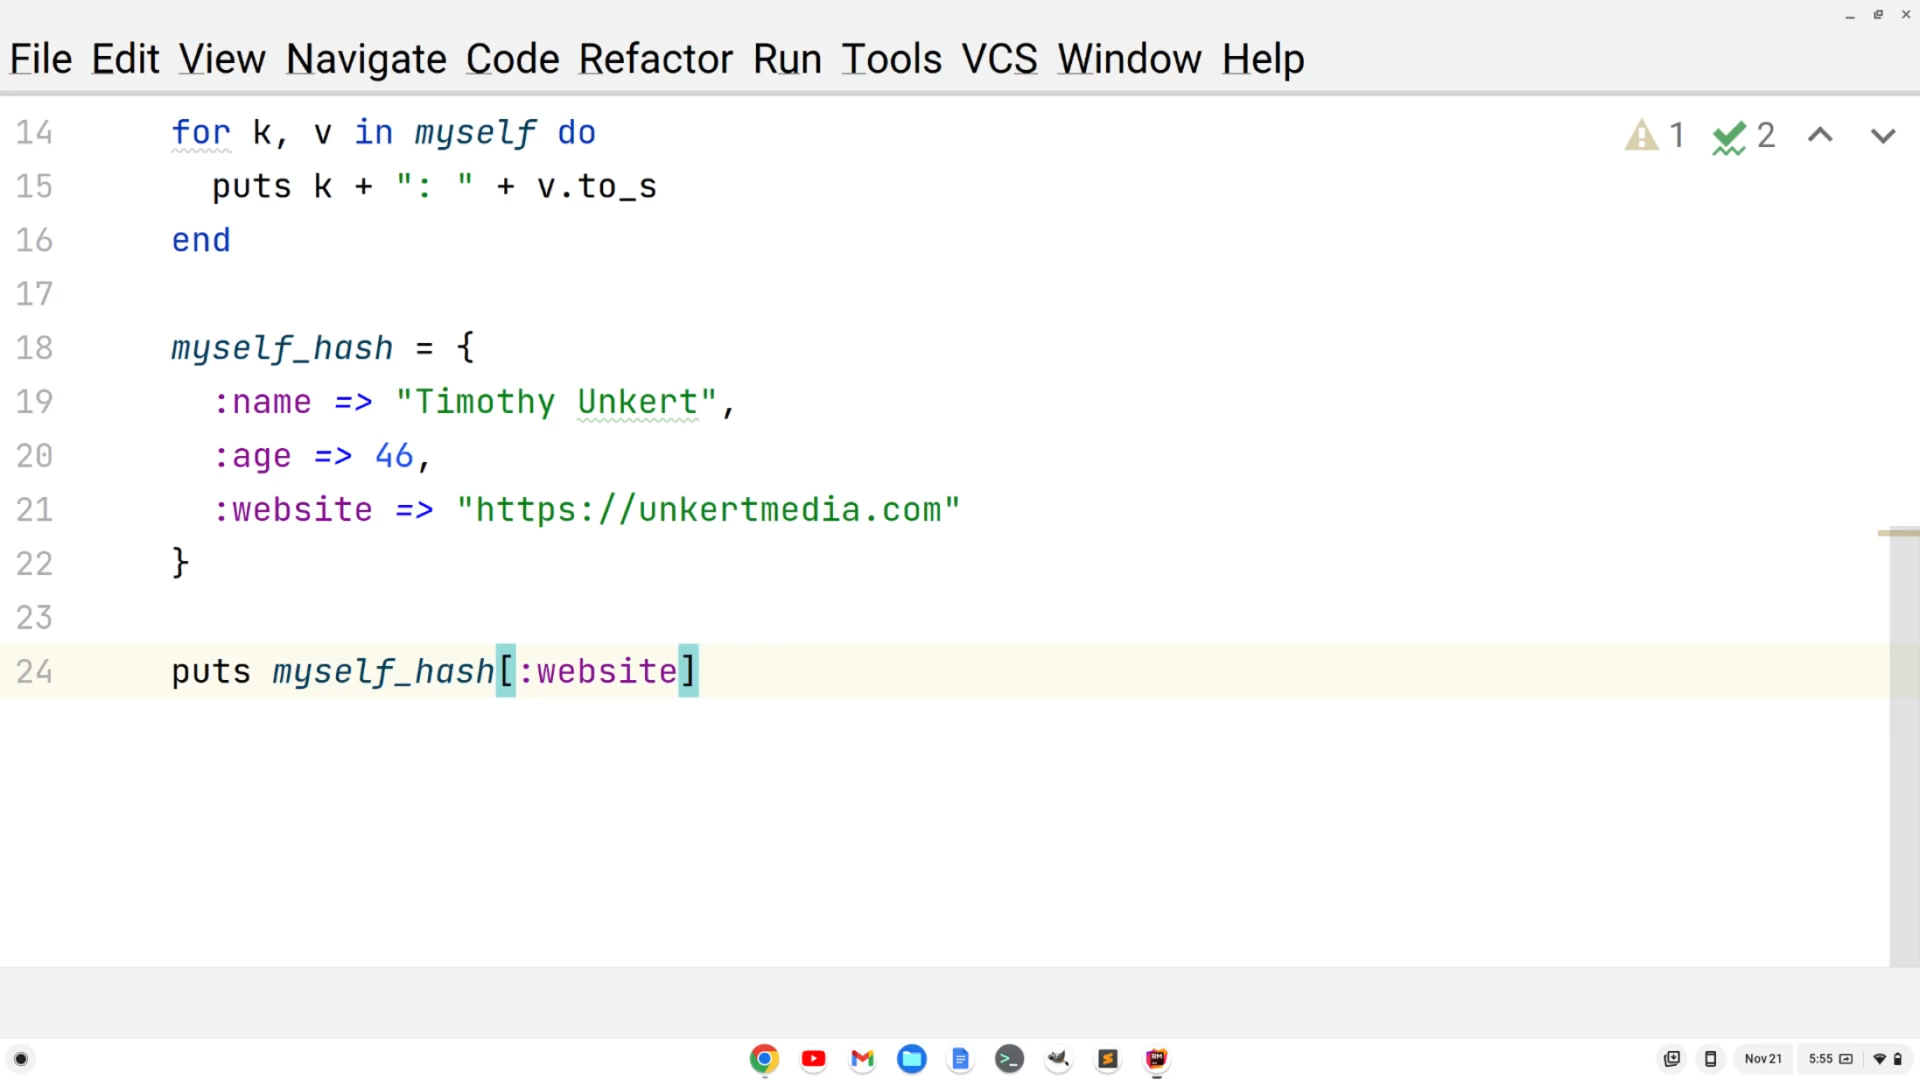 File Edit View Navigate Code Refactor Run Tools VCS Window Help
14 for k, v in myself do
1 2
15 puts k + ": " + v.to_s
16 end
17
18 myself_hash = {
19 :name => "Timothy Unkert",
20 :age => 46,
21 :website => "https://unkertmedia.com"
22 }
23
24 puts myself_hash[:website]
RM
Nov 21 5:55